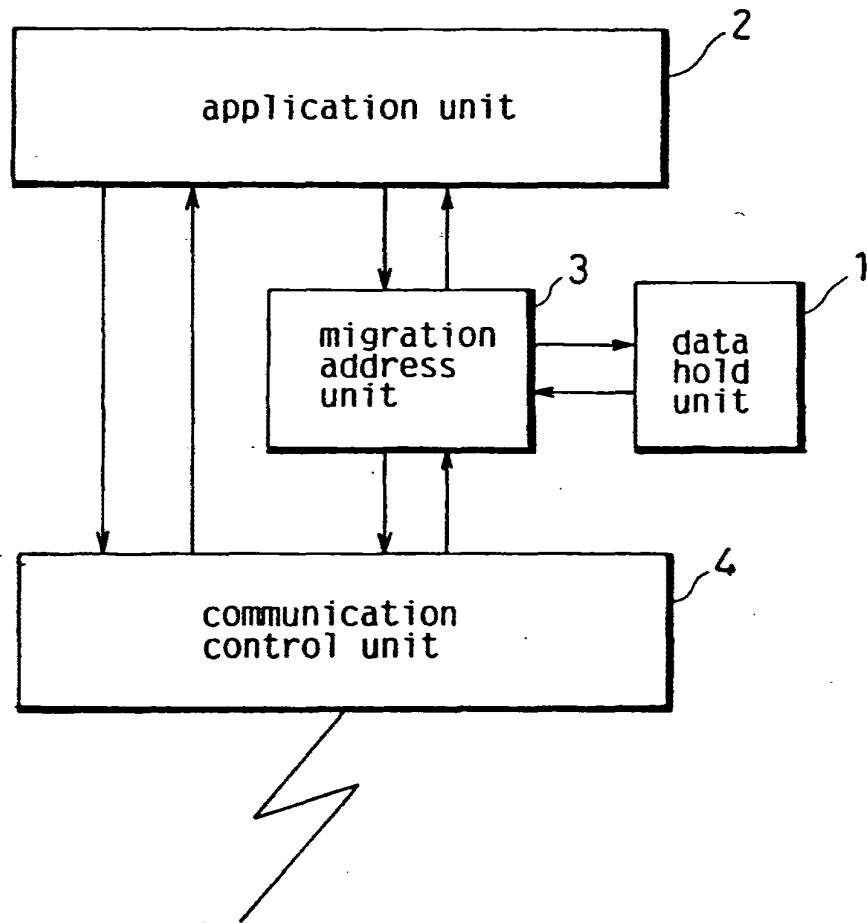 2
application unit
3
1
migration
address
unit
data
hold
unit
4
communication
control unit